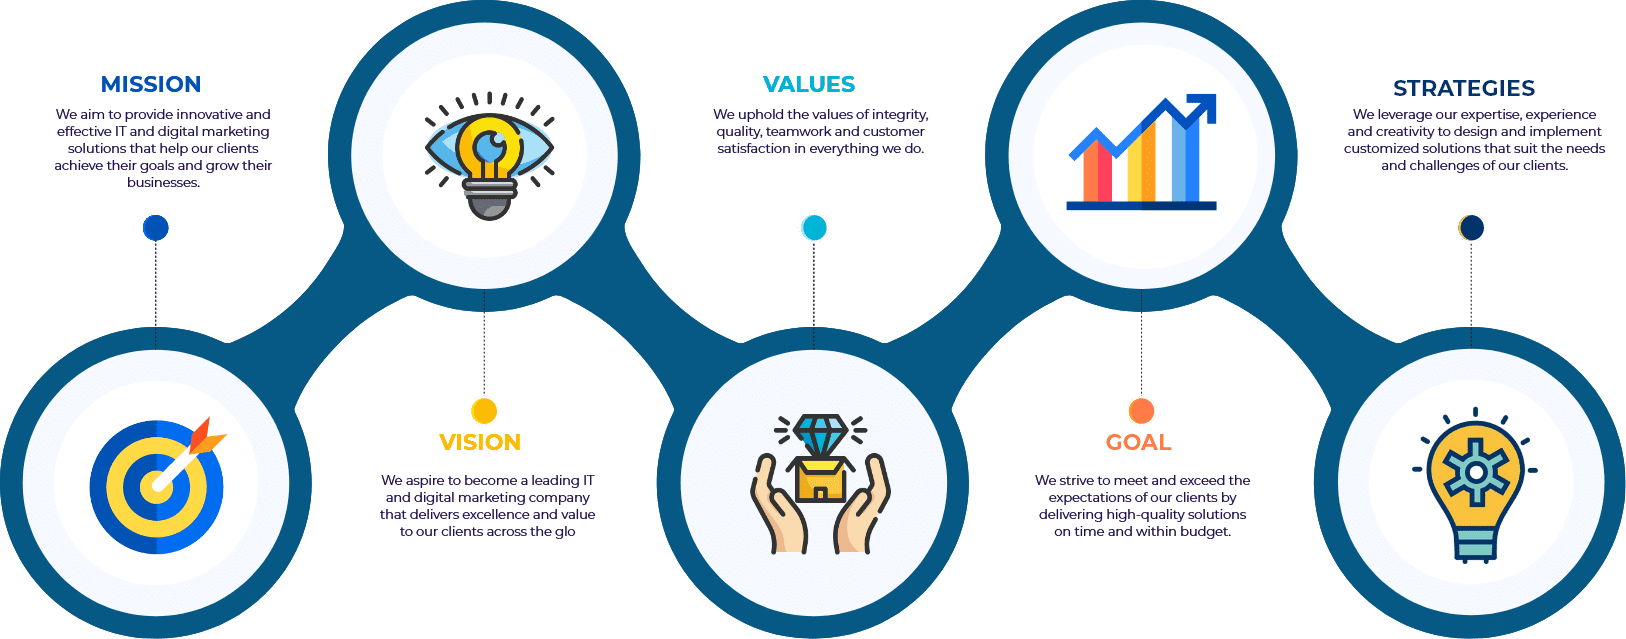 MISSION
We aim to provide innovative and
effective IT and digital marketing
solutions that help our clients
achieve their goals and grow their
businesses.
VISION
We aspire to become a leading IT
and digital marketing company
that delivers excellence and value
to our clients across the glo
VALUES
We uphold the values of integrity,
quality, teamwork and customer
satisfaction in everything we do.
GOAL
We strive to meet and exceed the
expectations of our clients by
delivering high-quality solutions
on time and within budget.
STRATEGIES
We leverage our expertise, experience
and creativity to design and implement
customized solutions that suit the needs
and challenges of our clients.